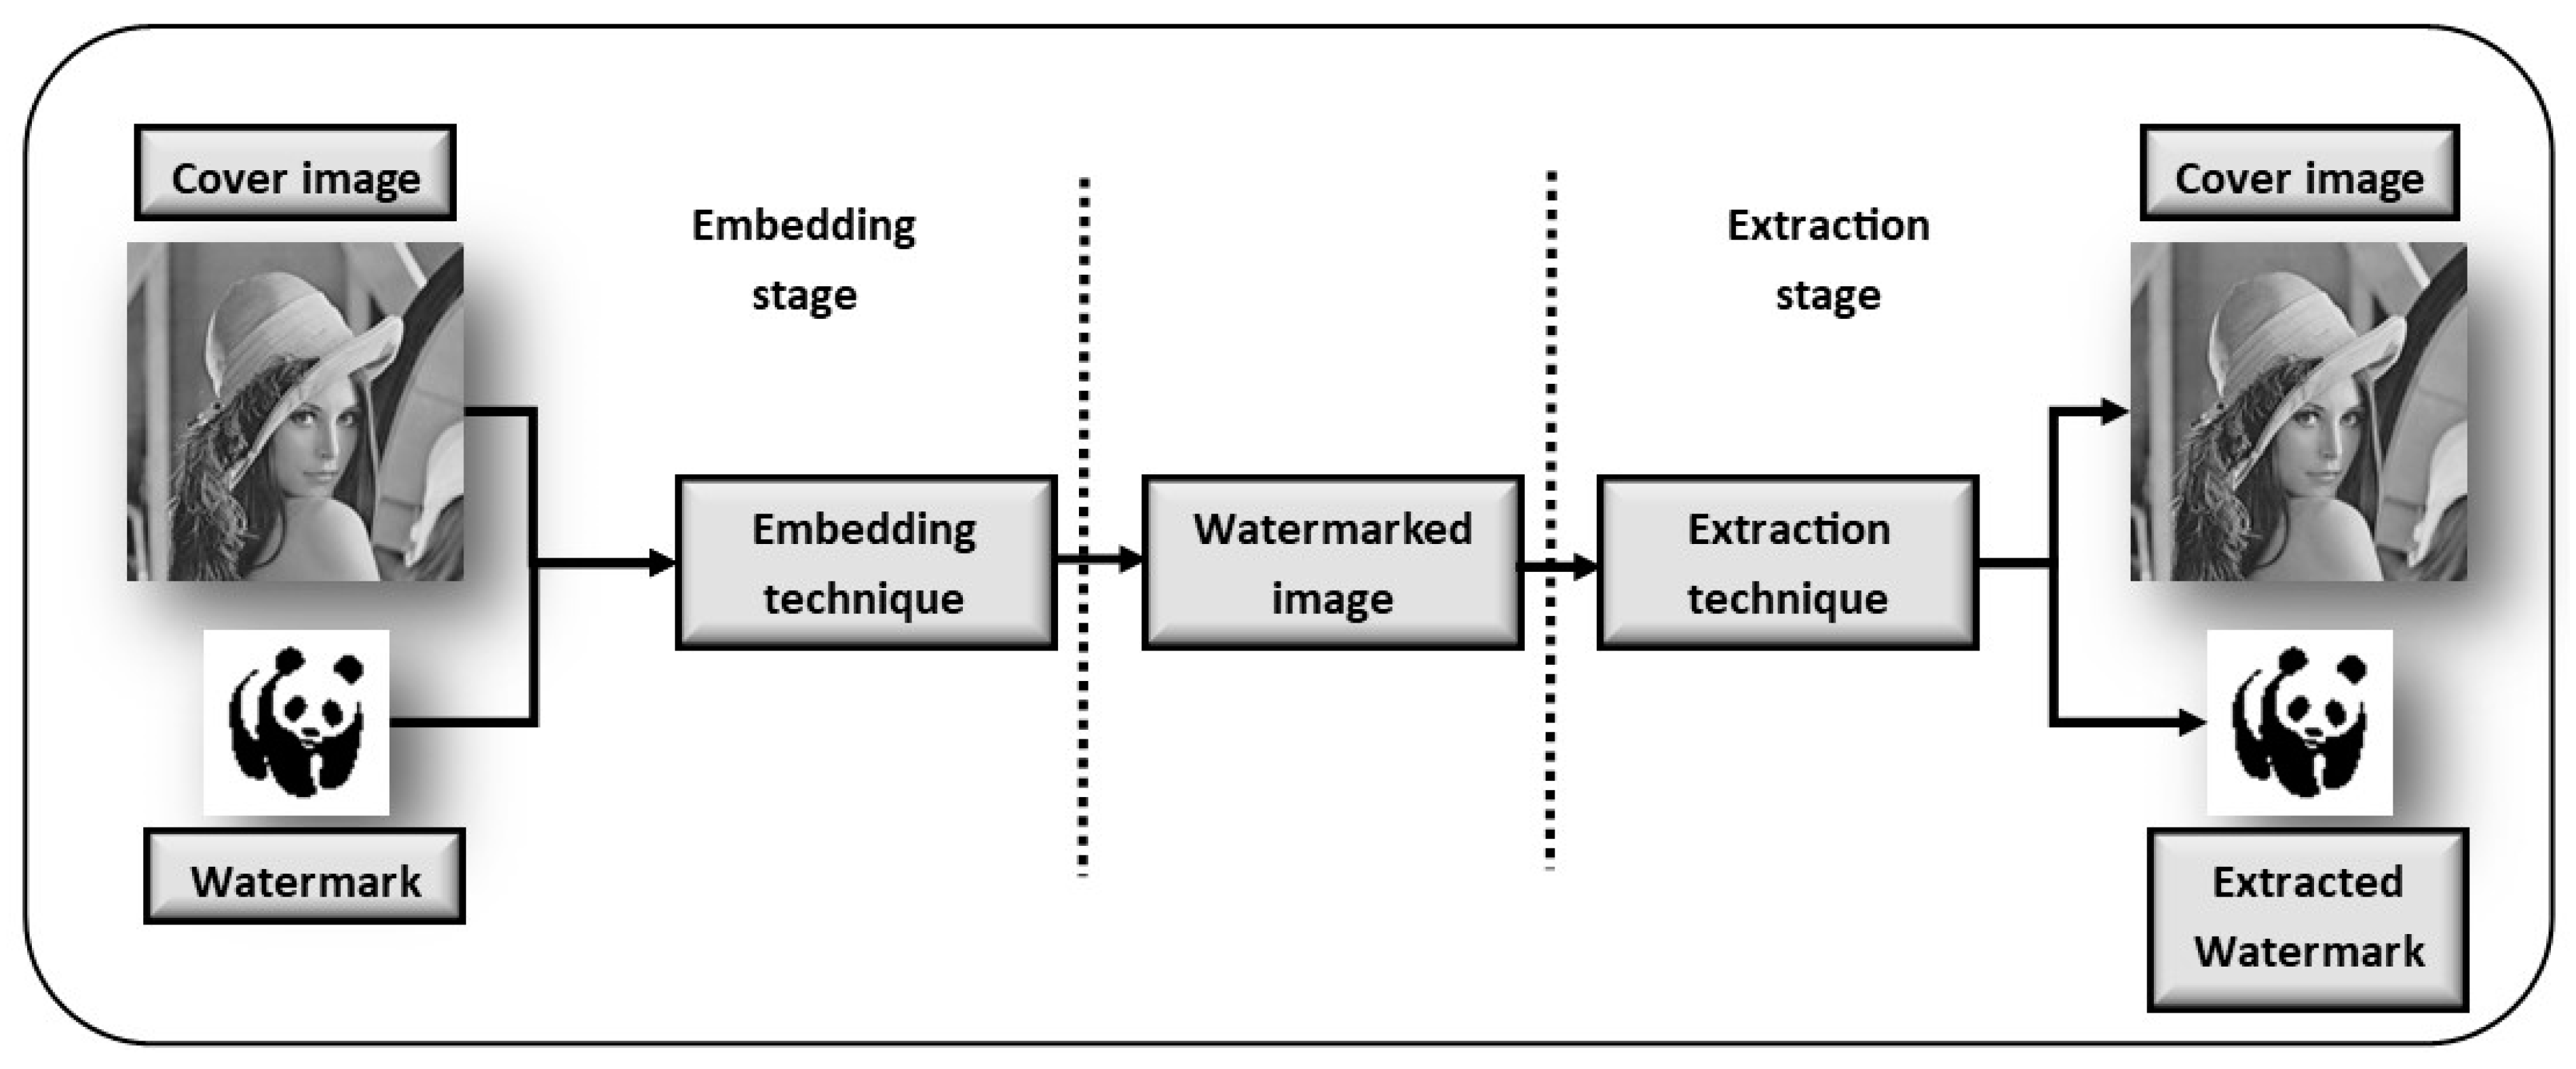 Cover image
Embedding
stage
Extraction
stage
Cover image
Embedding
technique
Watermarked
image
Extraction
technique
Watermark
Extracted
Watermark